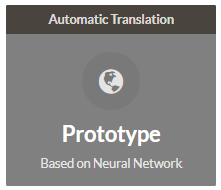 Automatic Translation
Prototype
Based on Neural Network